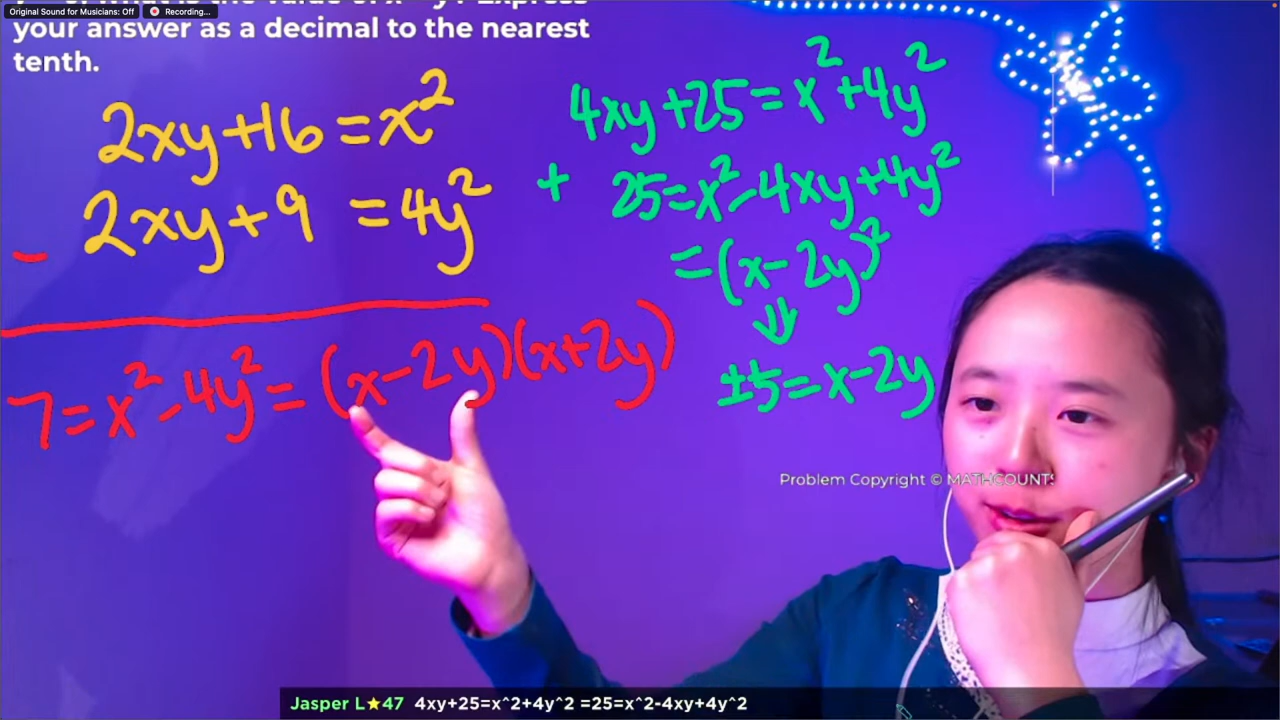 Original Sound for Musicians: Off
Recording...
your answer as a decimal to the nearest
tenth.
2xy+16=x²
- 2xy+9=4y²
7=x²-4y²=(x-2y)(x+2y)
4xy+25=x²+4y²
+ 25=x²-4xy+4y²
=(x-2y)²
⇓
±5=x-2y
Problem Copyright © MATHCOUNTS
Jasper L★47 4xy+25=x^2+4y^2 =25=x^2-4xy+4y^2